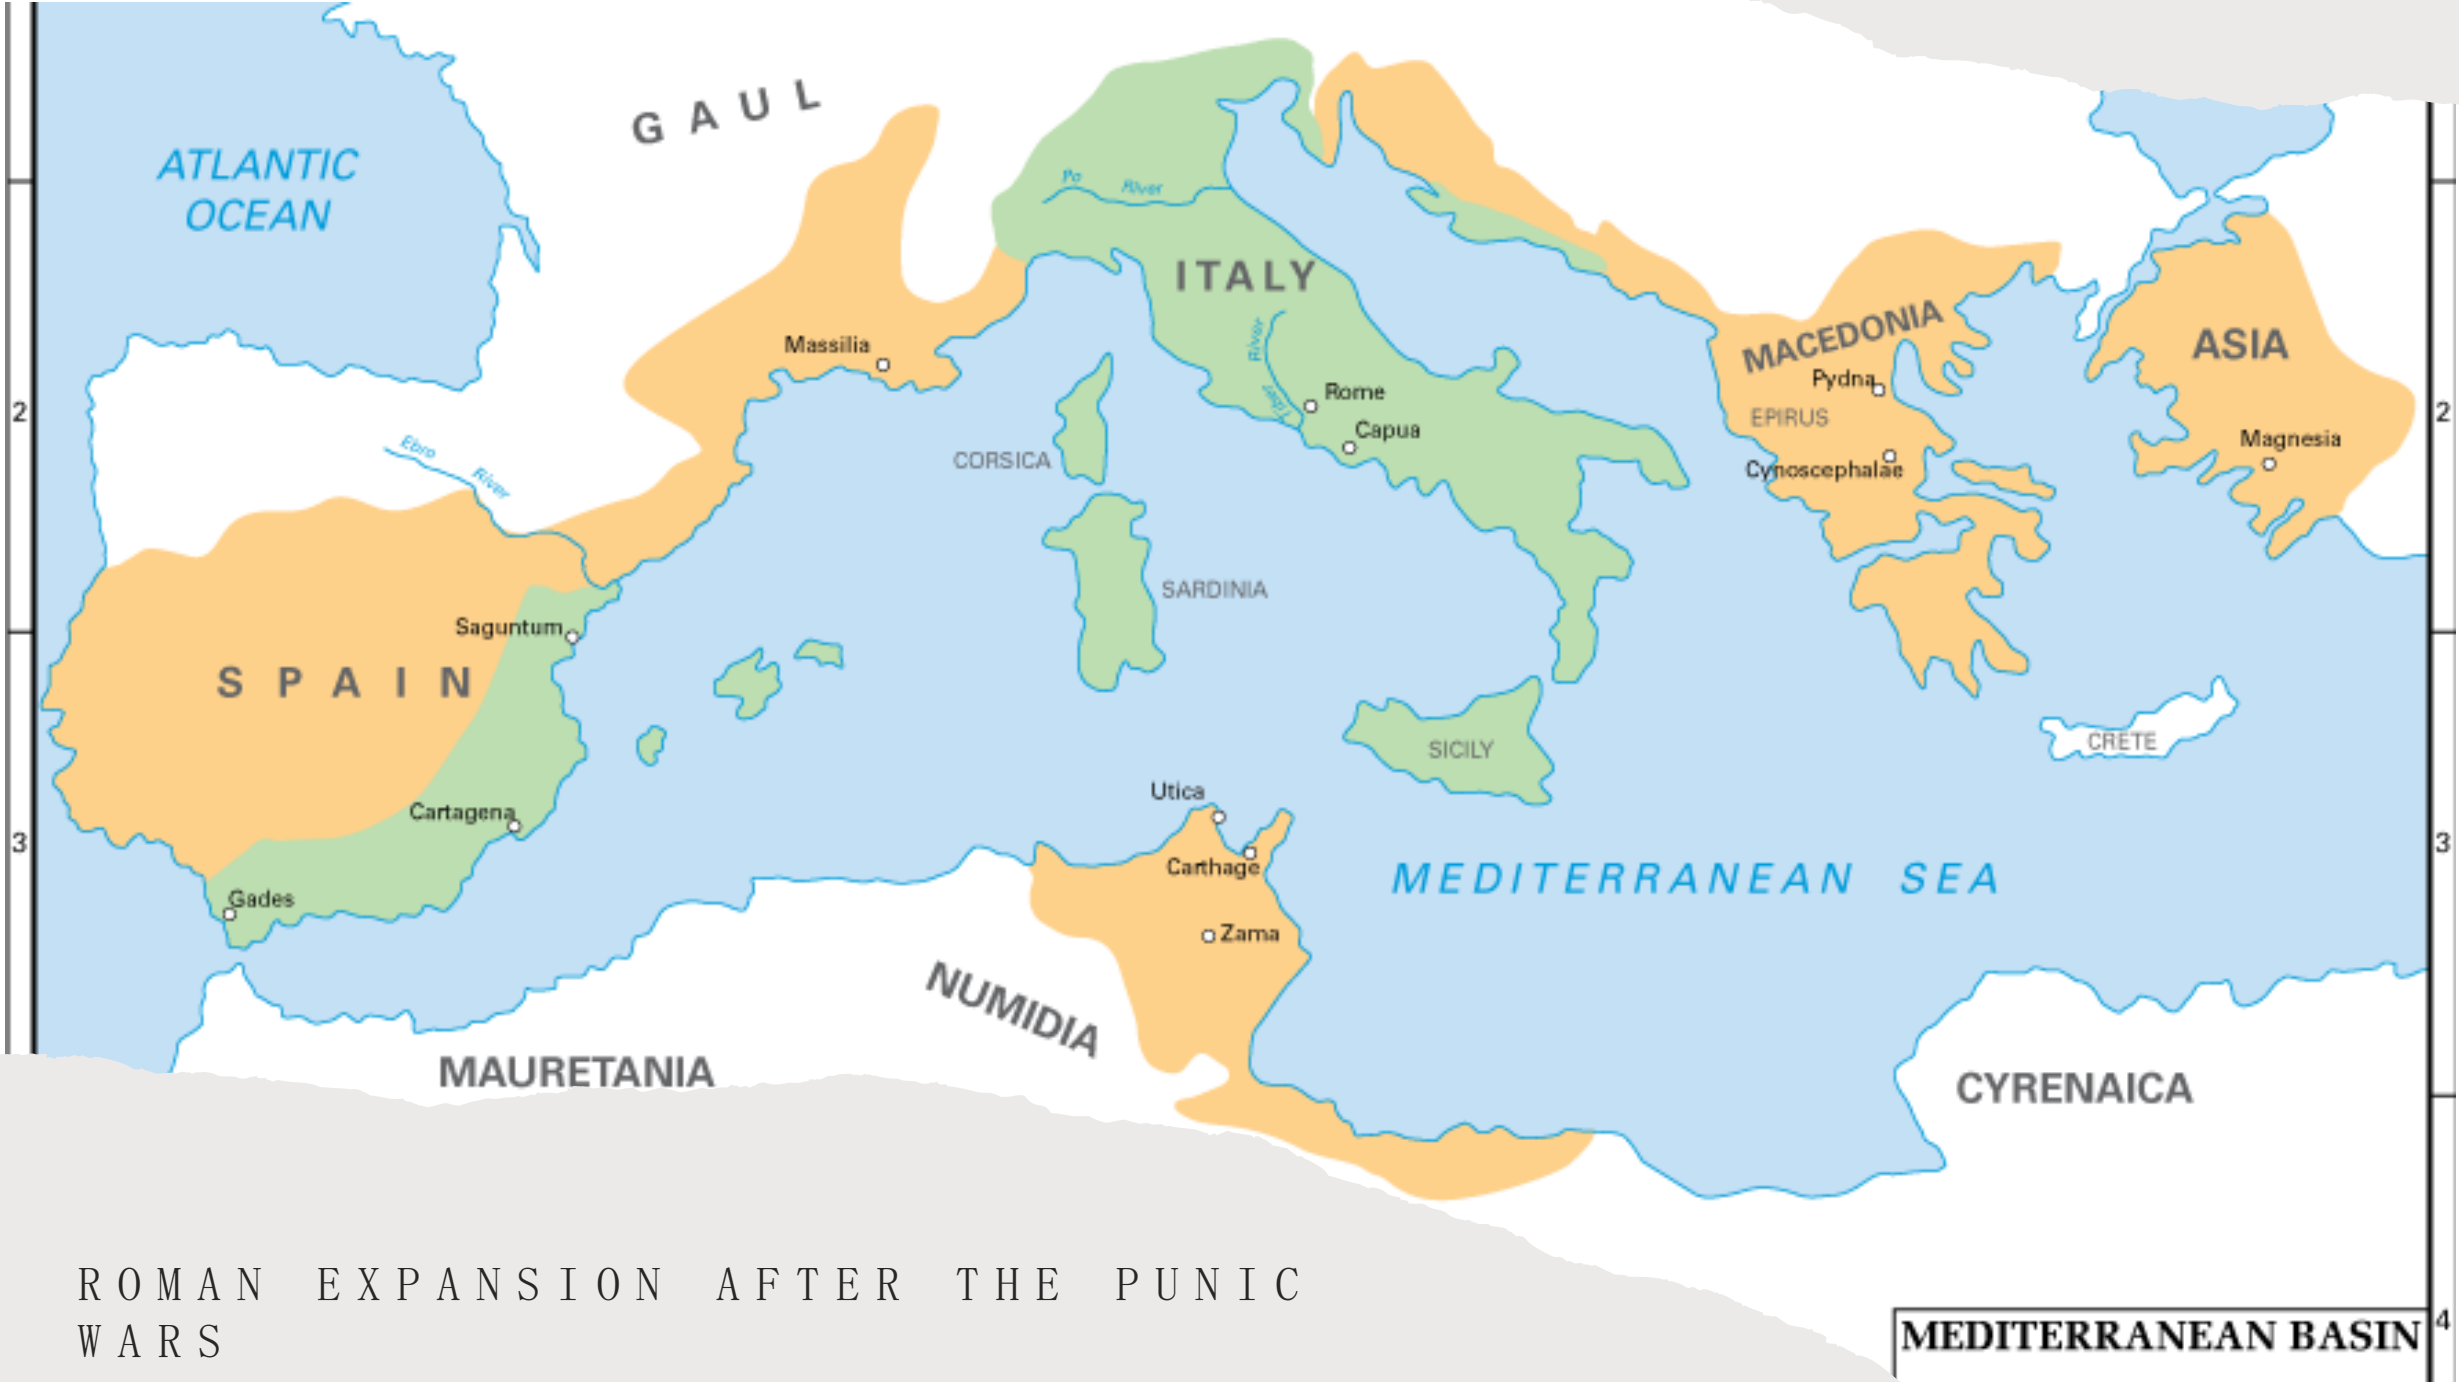 GAUL
ATLANTIC
OCEAN
Po River
ITALY
MACEDONIA
ASIA
Massilia
River
Tiber
Rome
Pydna
2
2
EPIRUS
Capua
Magnesia
Ebro River
CORSICA
Cynoscephalae
SARDINIA
Saguntum
SPAIN
CRETE
SICILY
Utica
Cartagena
3
3
Carthage
MEDITERRANEAN SEA
Gades
Zama
NUMIDIA
MAURETANIA
CYRENAICA
ROMAN EXPANSION AFTER THE PUNIC
WARS
4
MEDITERRANEAN BASIN